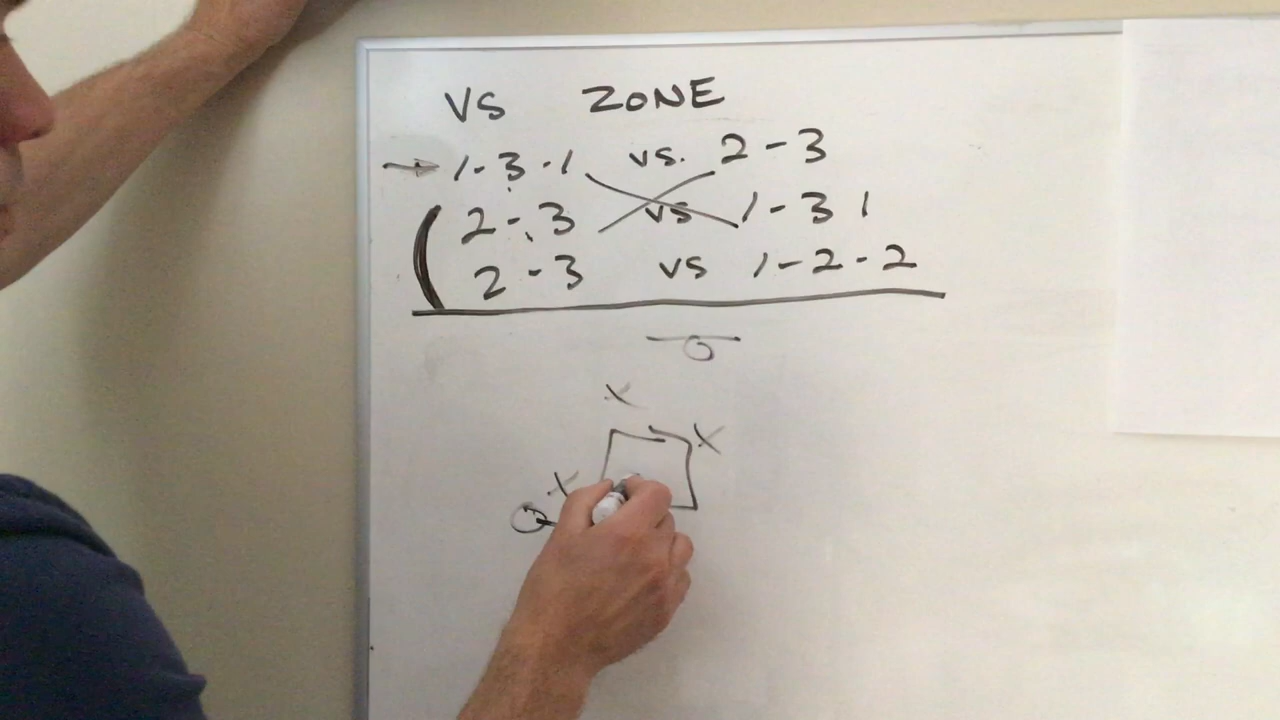 VS ZONE
→ 1-3-1 vs. 2-3
( 2-3 vs 1-3 1
2-3 vs 1-2-2
X
X
X